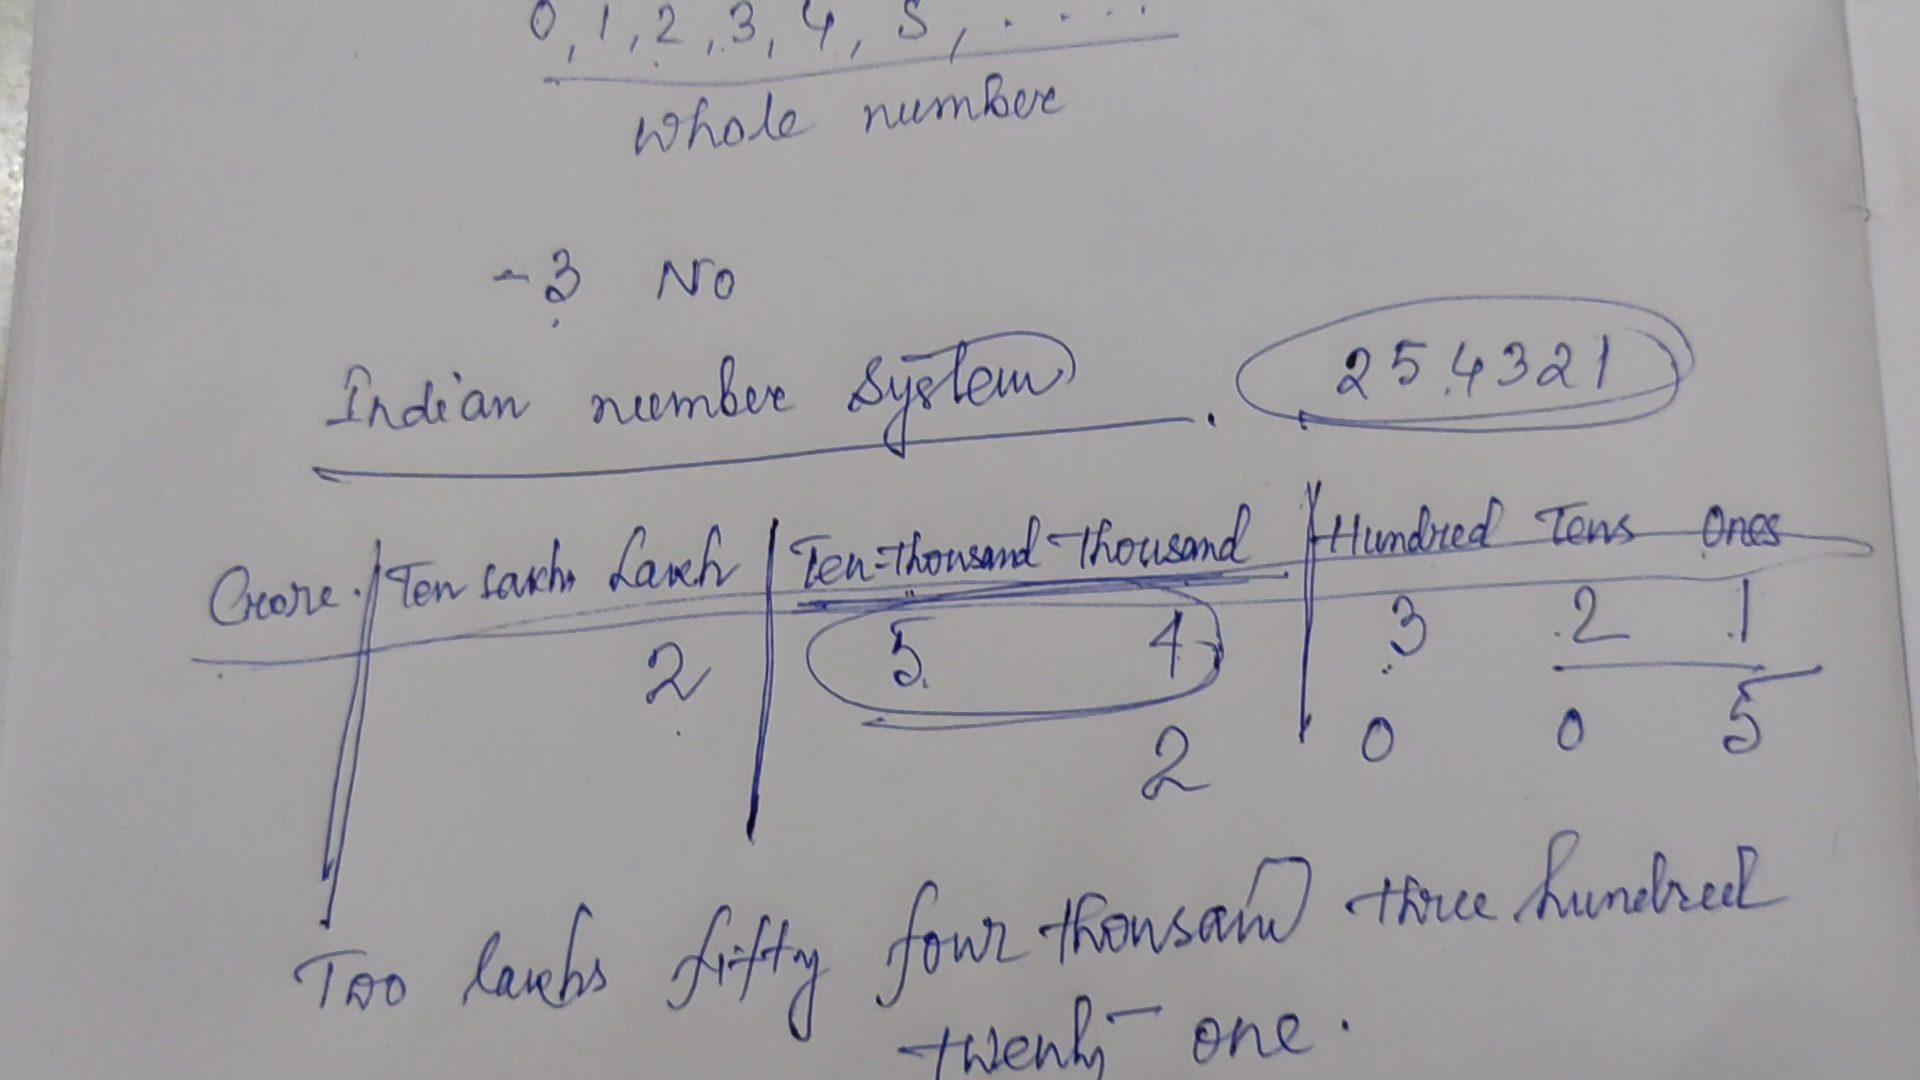 0, 1, 2, 3, 4, 5, ....
whole number
-3 No
Indian number System. 254321
Crore. Ten Lakh Lakh Ten-Thousand-Thousand Hundred Tens Ones
2 5 4 3 2 1
2 0 0 5
Two lakhs fifty four thousand three hundred
twenty one.